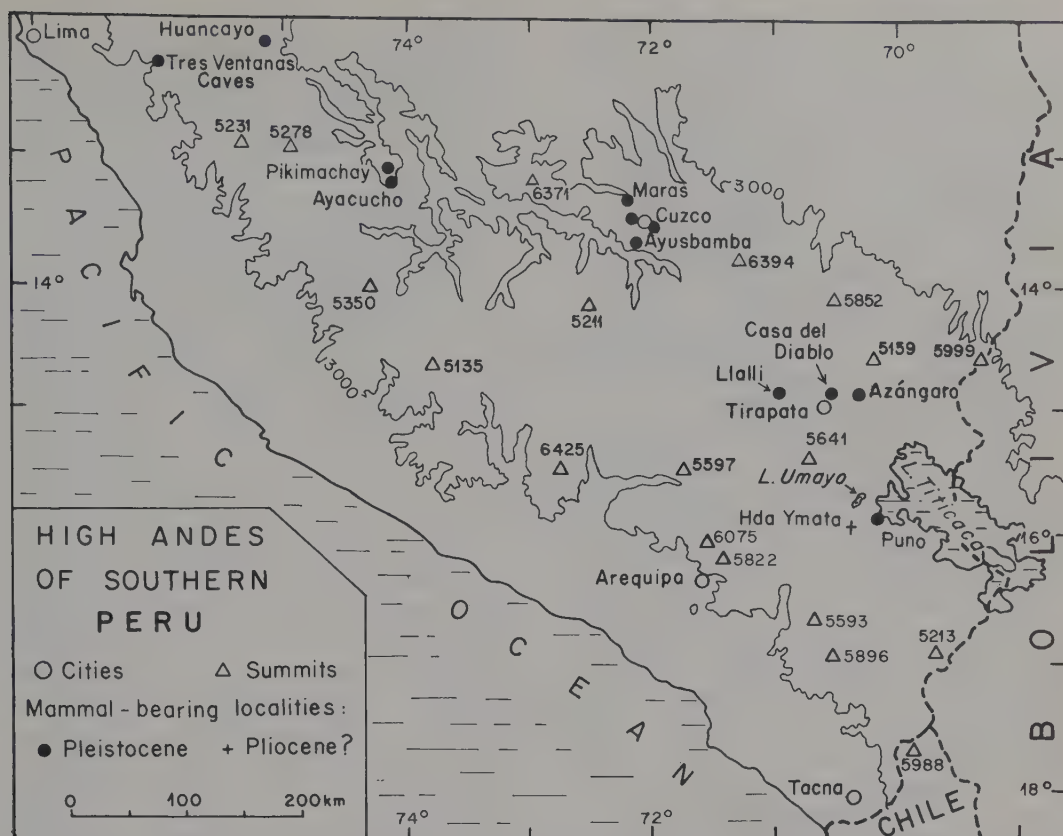 Lima
Huancayo
74°
72°
70°
Tres Ventanas
Caves
5231
5278
Pikimachay
Ayacucho
6371
Maras
Cuzco
Ayusbamba
3000
6394
14°
14°
5350
5211
5852
Casa del
Diablo
5159
5999
3000
5135
Llalli
Azángaro
Tirapata
6425
5597
5641
L. Umayo
Hda Ymata
Puno
16°
6075
5822
Arequipa
5593
5896
5213
5988
Tacna
CHILE
18°
74°
72°
PACIFIC
OCEAN
BOLIVIA
HIGH ANDES
OF SOUTHERN
PERU
Cities
Summits
Mammal-bearing localities:
Pleistocene
+ Pliocene?
0 100 200km